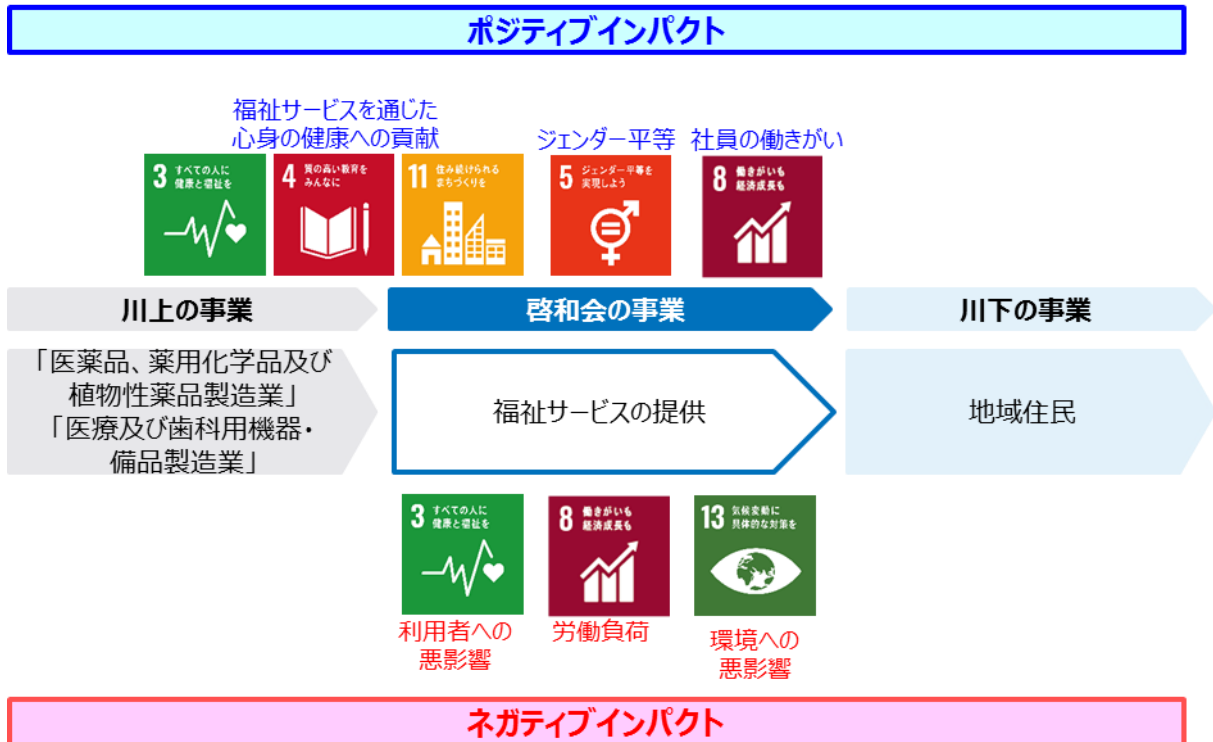 ポジティブインパクト
福祉サービスを通じた
心身の健康への貢献
ジェンダー平等
社員の働きがい
3 すべての人に
健康と福祉を
4 質の高い教育を
みんなに
11 住み続けられる
まちづくりを
5 ジェンダー平等を
実現しよう
8 働きがいも
経済成長も
川上の事業
啓和会の事業
川下の事業
「医薬品、薬用化学品及び
植物性薬品製造業」
「医療及び歯科用機器・
備品製造業」
福祉サービスの提供
地域住民
3 すべての人に
健康と福祉を
8 働きがいも
経済成長も
13 気候変動に
具体的な対策を
利用者への
悪影響
労働負荷
環境への
悪影響
ネガティブインパクト